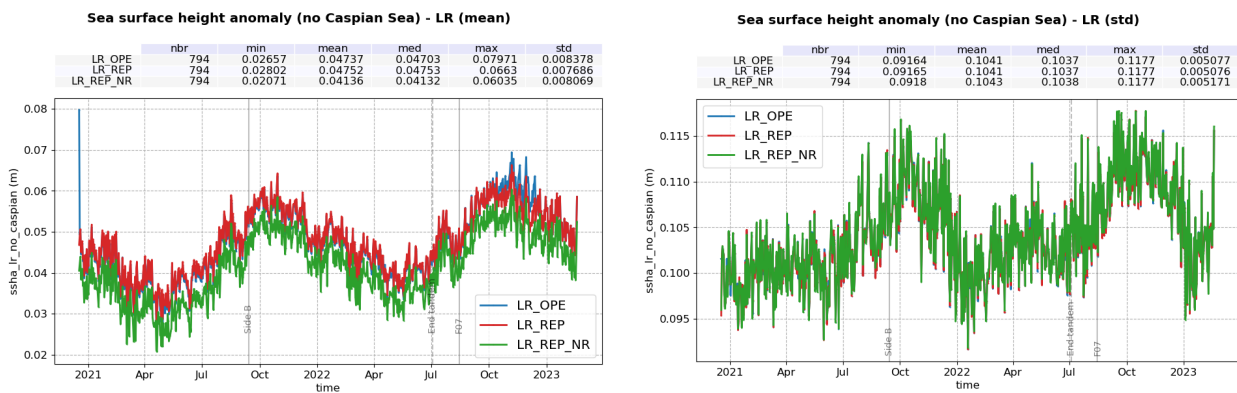 Sea surface height anomaly (no Caspian Sea) - LR (mean)
nbr min mean med max std
LR_OPE 794 0.02657 0.04737 0.04703 0.07971 0.008378
LR_REP 794 0.02802 0.04752 0.04753 0.0663 0.007686
LR_REP_NR 794 0.02071 0.04136 0.04132 0.06035 0.008069
0.08
0.07
0.06
0.05
0.04
0.03
0.02
ssha_lr_no_caspian (m)
Side B
End tandem
F07
LR_OPE
LR_REP
LR_REP_NR
2021 Apr Jul Oct 2022 Apr Jul Oct 2023
time
Sea surface height anomaly (no Caspian Sea) - LR (std)
nbr min mean med max std
LR_OPE 794 0.09164 0.1041 0.1037 0.1177 0.005077
LR_REP 794 0.09165 0.1041 0.1037 0.1177 0.005076
LR_REP_NR 794 0.0918 0.1043 0.1038 0.1177 0.005171
LR_OPE
LR_REP
LR_REP_NR
0.115
0.110
0.105
0.100
0.095
ssha_lr_no_caspian (m)
Side B
End tandem
F07
2021 Apr Jul Oct 2022 Apr Jul Oct 2023
time